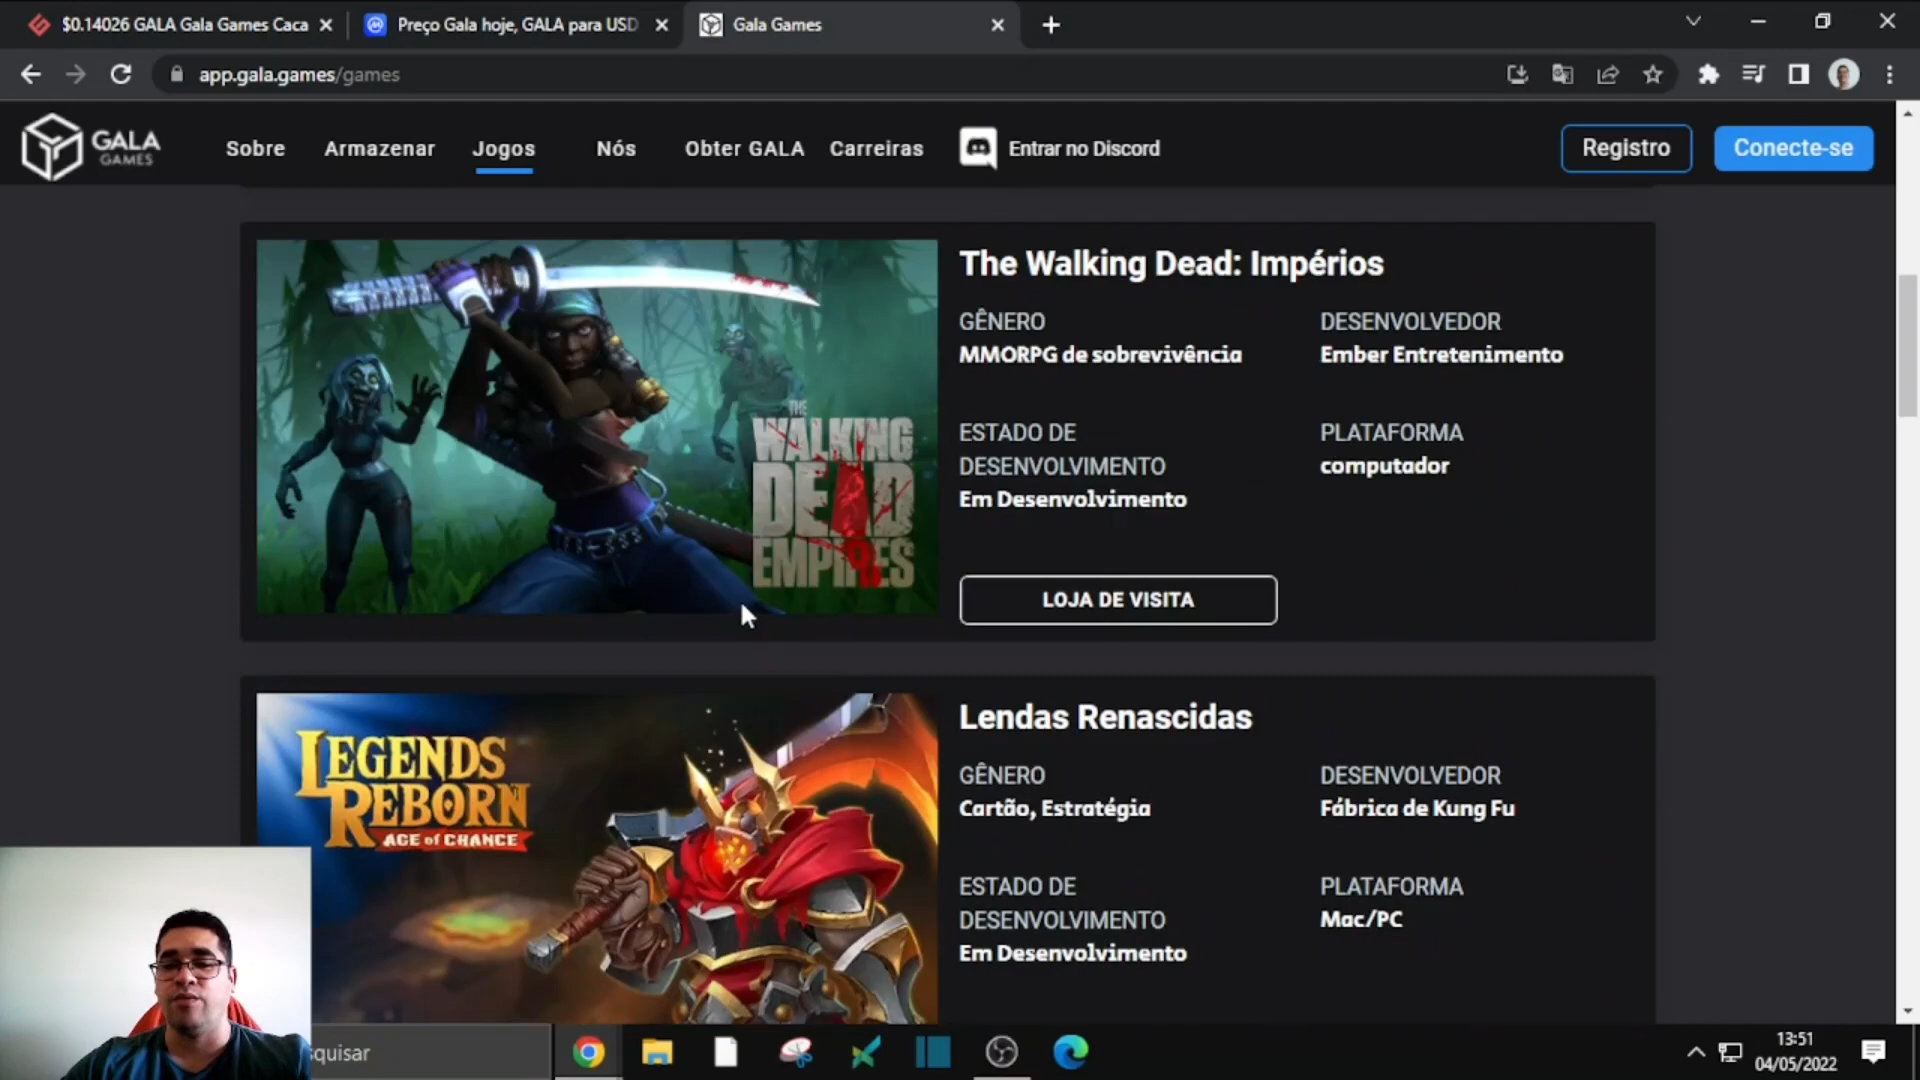 $0.14026 GALA Gala Games Caca
Preço Gala hoje, GALA para USD
Gala Games
app.gala.games/games
GALA
GAMES
Sobre
Armazenar
Jogos
Nós
Obter GALA
Carreiras
Entrar no Discord
Registro
Conecte-se
THE
WALKING
DEAD
EMPIRES
The Walking Dead: Impérios
GÊNERO
MMORPG de sobrevivência
DESENVOLVEDOR
Ember Entretenimento
ESTADO DE
DESENVOLVIMENTO
Em Desenvolvimento
PLATAFORMA
computador
LOJA DE VISITA
LEGENDS
REBORN
AGE of CHANCE
Lendas Renascidas
GÊNERO
Cartão, Estratégia
DESENVOLVEDOR
Fábrica de Kung Fu
ESTADO DE
DESENVOLVIMENTO
Em Desenvolvimento
PLATAFORMA
Mac/PC
squisar
13:51
04/05/2022